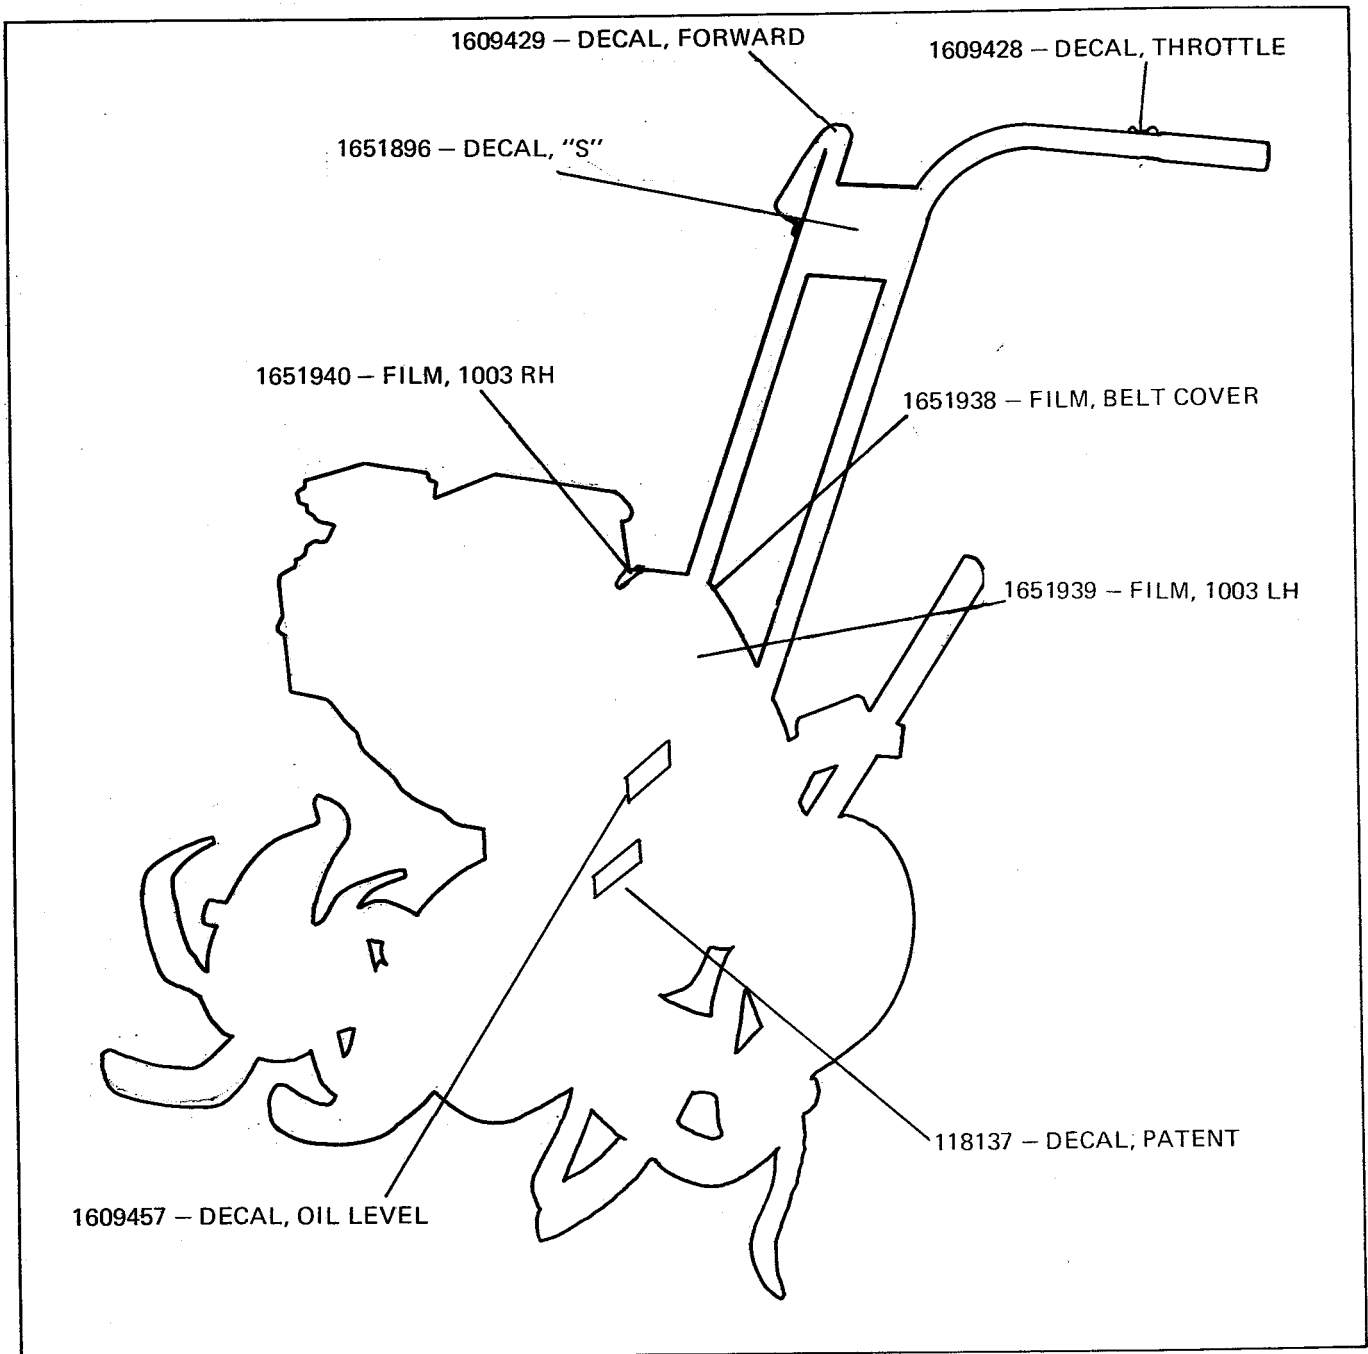 1609429 — DECAL, FORWARD
1609428 — DECAL, THROTTLE
1651896 — DECAL, “S”
1651940 — FILM, 1003 RH
1651938 — FILM, BELT COVER
1651939 — FILM, 1003 LH
118137 — DECAL, PATENT
1609457 — DECAL, OIL LEVEL